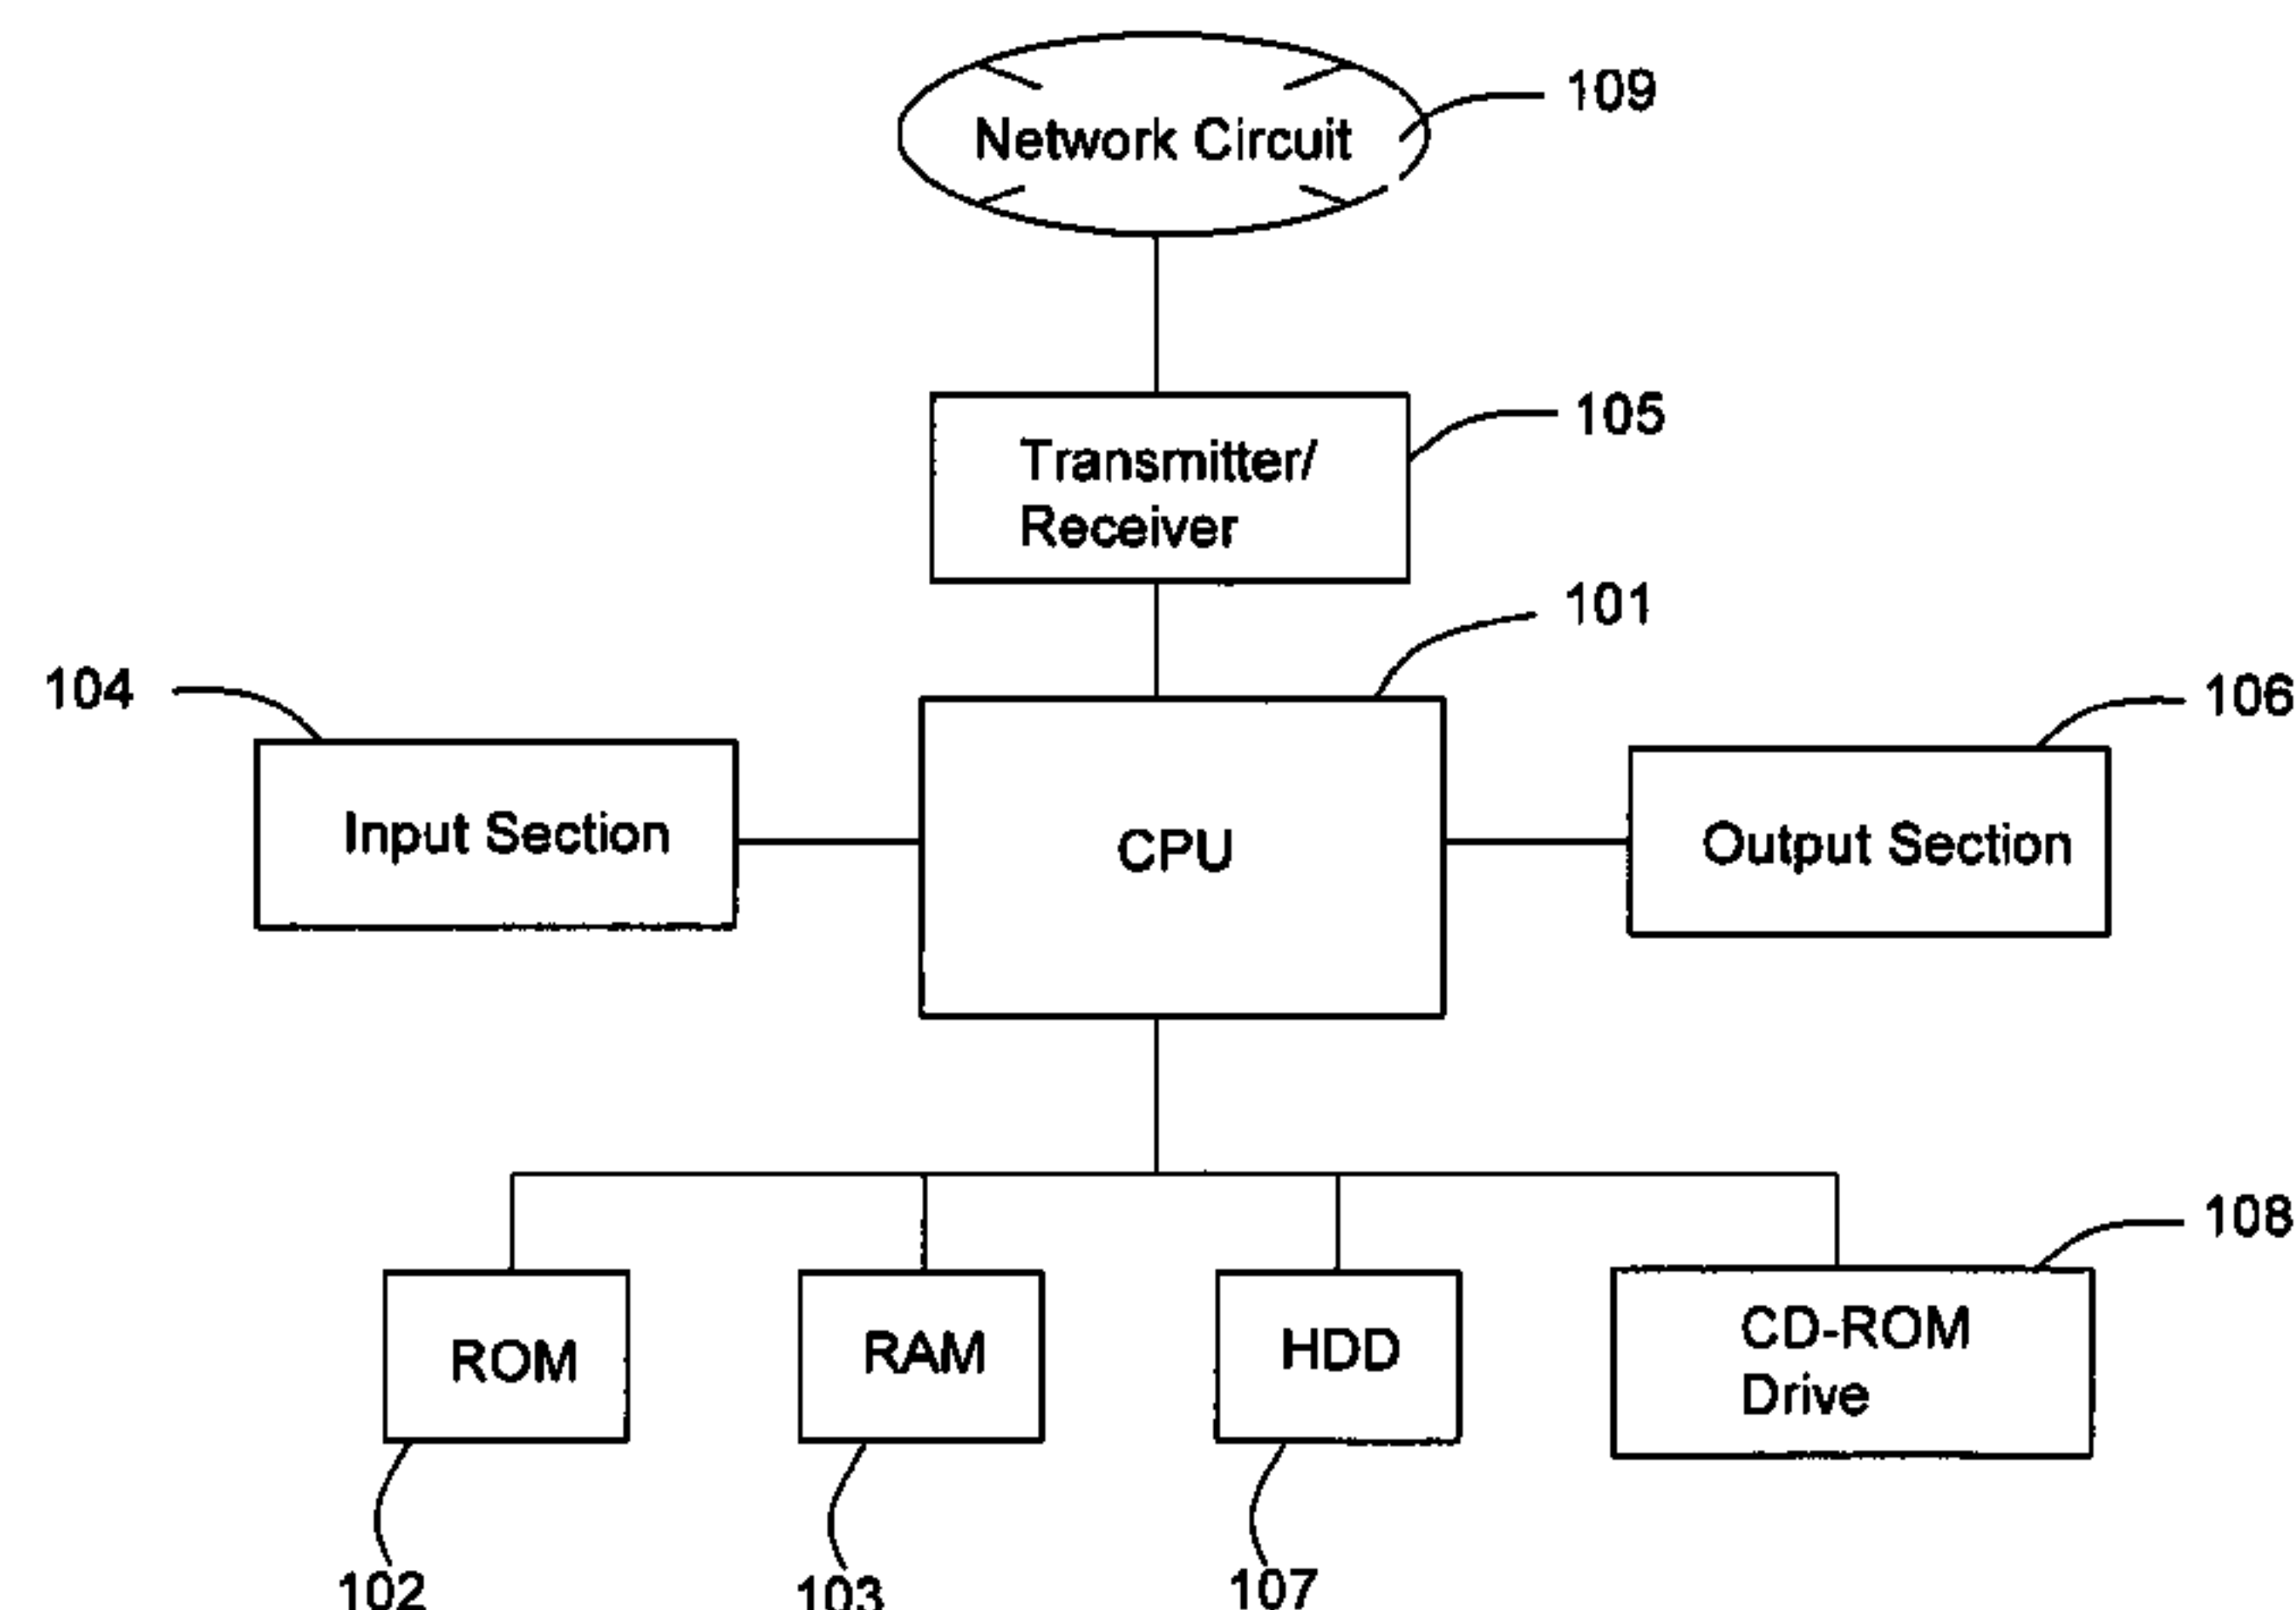 109
Network Circuit
105
Transmitter/
Receiver
101
104
106
Input Section
CPU
Output Section
108
ROM
RAM
HDD
CD-ROM
Drive
102
103
107